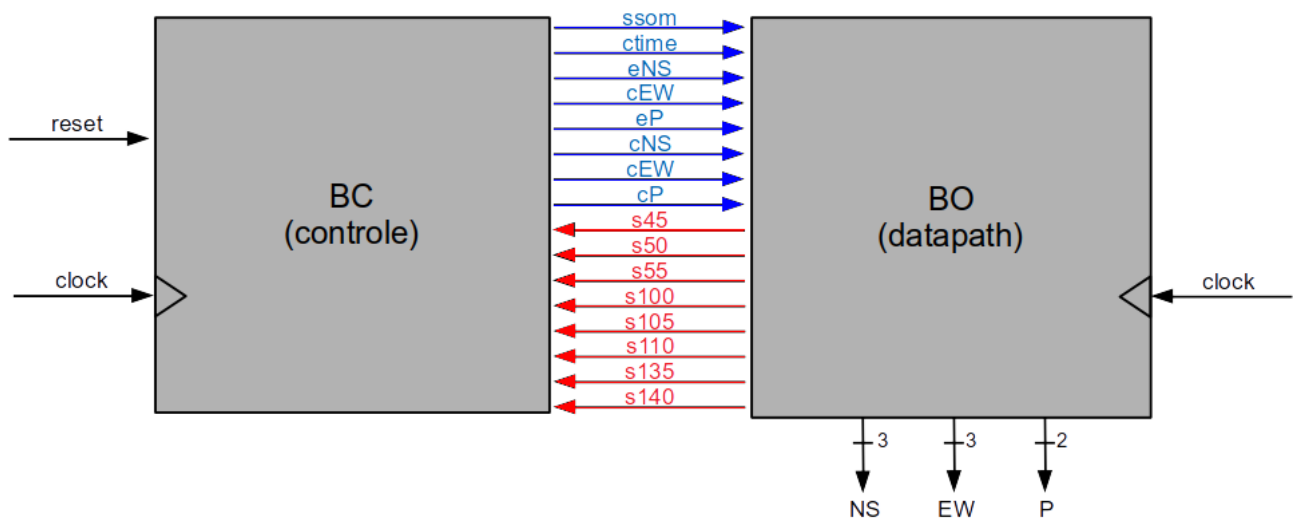 ssom
ctime
eNS
cEW
eP
cNS
cEW
cP
s45
s50
s55
s100
s105
s110
s135
s140
reset
clock
BC
(controle)
BO
(datapath)
clock
3
3
2
NS
EW
P